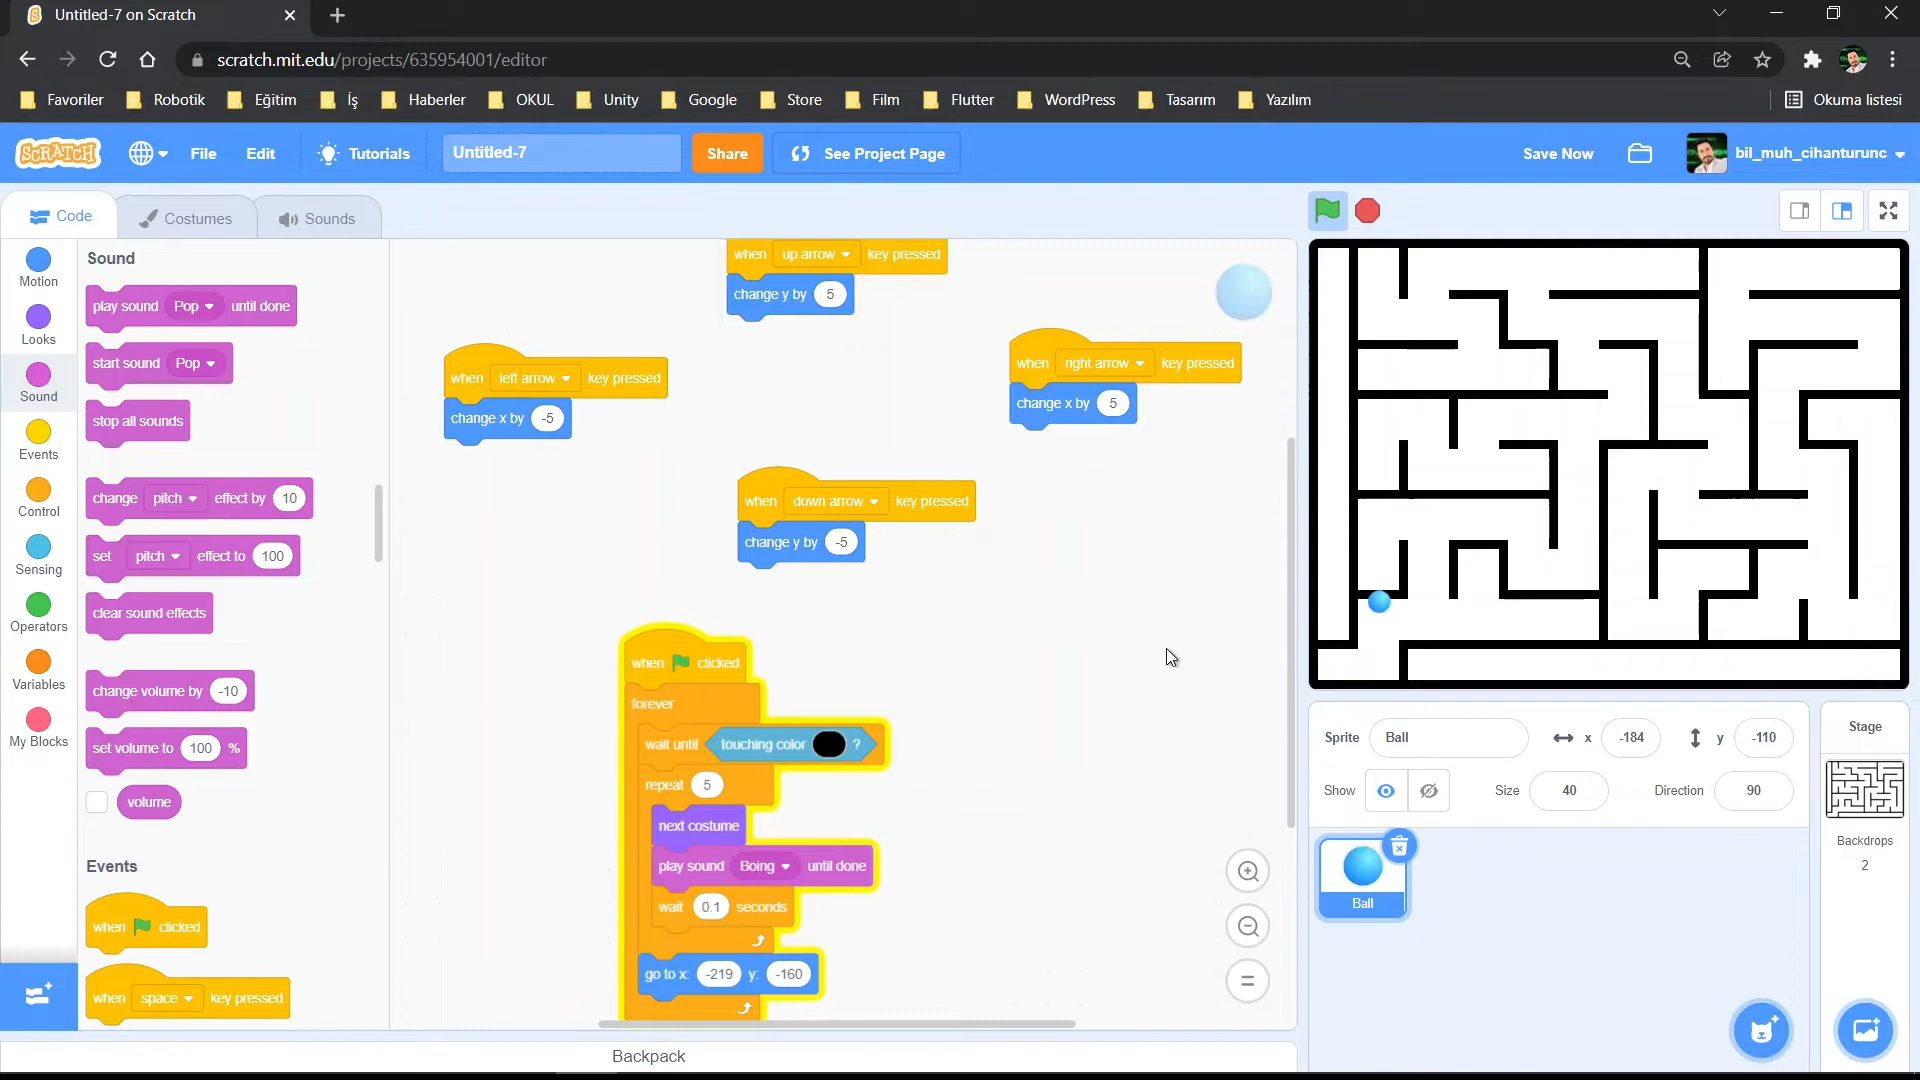 Untitled-7 on Scratch
scratch.mit.edu/projects/635954001/editor
Favoriler Robotik Eğitim İş Haberler OKUL Unity Google Store Film Flutter WordPress Tasarım Yazılım Okuma listesi
SCRATCH File Edit Tutorials Untitled-7 Share See Project Page Save Now bil_muh_cihanturunc
Code Costumes Sounds
Motion
Looks
Sound
Events
Control
Sensing
Operators
Variables
My Blocks
Sound
play sound Pop until done
start sound Pop
stop all sounds
change pitch effect by 10
set pitch effect to 100
clear sound effects
change volume by -10
set volume to 100 %
volume
Events
when clicked
when space key pressed
when up arrow key pressed
change y by 5
when left arrow key pressed
change x by -5
when right arrow key pressed
change x by 5
when down arrow key pressed
change y by -5
when clicked
forever
wait until touching color ?
repeat 5
next costume
play sound Boing until done
wait 0.1 seconds
go to x: -219 y: -160
Backpack
Sprite Ball x -184 y -110
Show Size 40 Direction 90
Ball
Stage
Backdrops
2